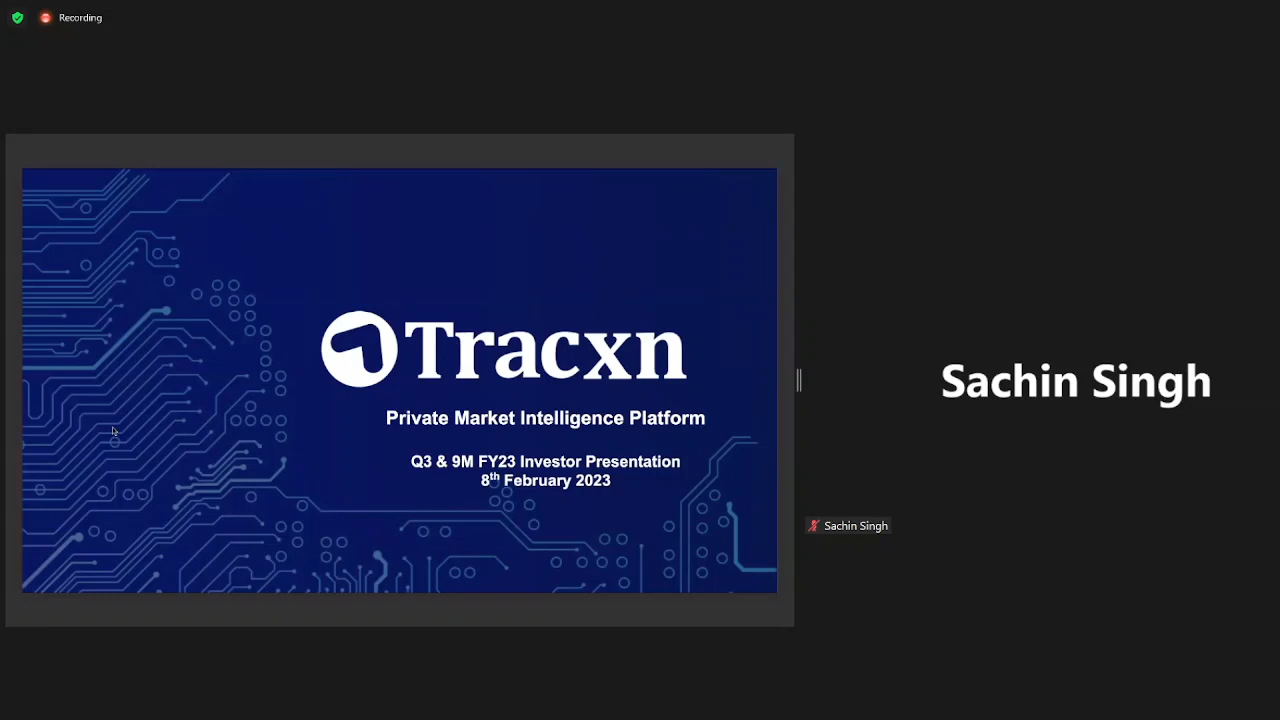 Recording
Tracxn
Private Market Intelligence Platform
Q3 & 9M FY23 Investor Presentation
8th February 2023
Sachin Singh
Sachin Singh